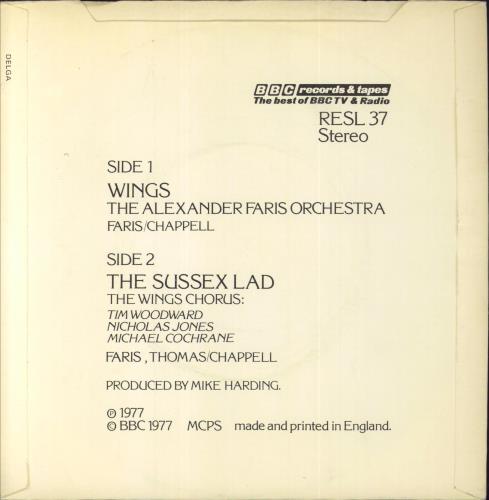 DELGA
BBC records & tapes
The best of BBC TV & Radio
RESL 37
Stereo
SIDE 1
WINGS
THE ALEXANDER FARIS ORCHESTRA
FARIS/CHAPPELL
SIDE 2
THE SUSSEX LAD
THE WINGS CHORUS:
TIM WOODWARD
NICHOLAS JONES
MICHAEL COCHRANE
FARIS , THOMAS/CHAPPELL
PRODUCED BY MIKE HARDING.
℗ 1977
© BBC 1977 MCPS made and printed in England.